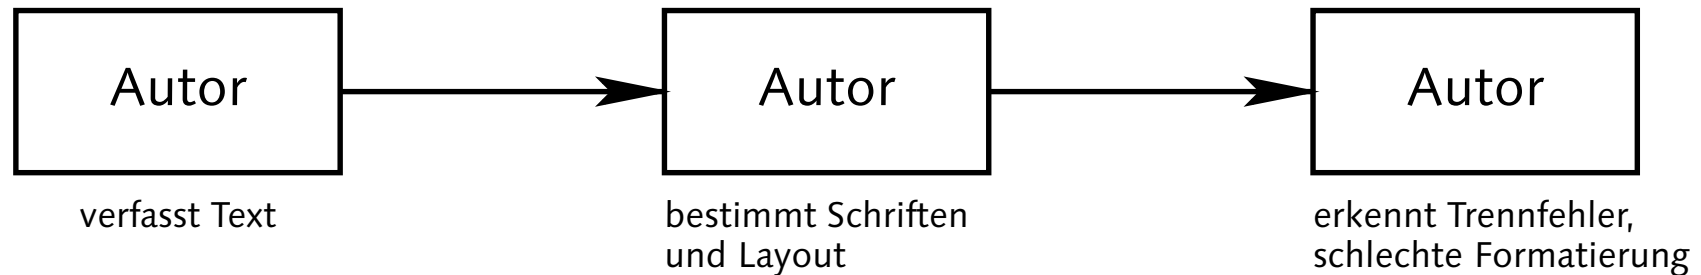 Autor
verfasst Text
Autor
bestimmt Schriften
und Layout
Autor
erkennt Trennfehler,
schlechte Formatierung